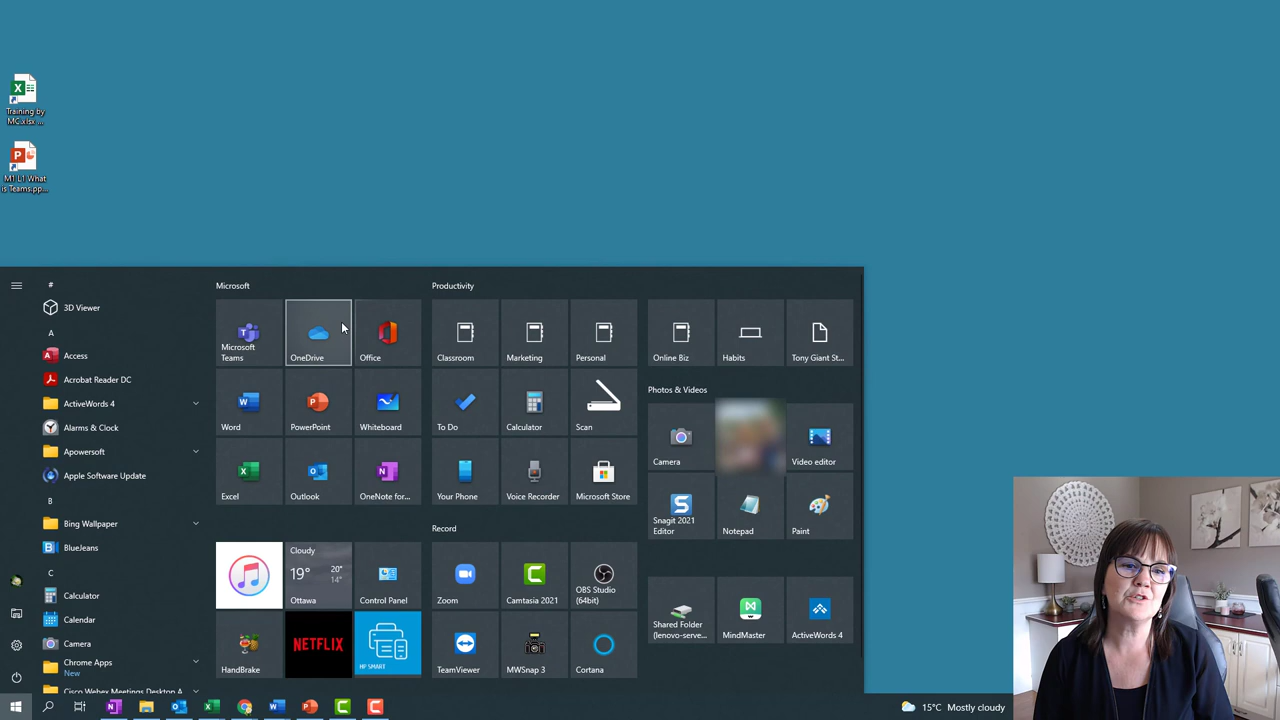 Training by
MC.xlsx-...
M1 L1 What
is Teams.pp...
#
3D Viewer
A
Access
Acrobat Reader DC
ActiveWords 4
Alarms & Clock
Apowersoft
Apple Software Update
B
Bing Wallpaper
BlueJeans
C
Calculator
Calendar
Camera
Chrome Apps
New
Cisco Webex Meetings Desktop A
Microsoft
Microsoft
Teams
OneDrive
Office
Word
PowerPoint
Whiteboard
Excel
Outlook
OneNote for...
Cloudy
19°
20°
14°
Ottawa
Control Panel
HandBrake
NETFLIX
HP SMART
Productivity
Classroom
Marketing
Personal
To Do
Calculator
Scan
Your Phone
Voice Recorder
Microsoft Store
Record
Zoom
Camtasia 2021
OBS Studio
(64bit)
TeamViewer
MWSnap 3
Cortana
Online Biz
Habits
Tony Giant St...
Photos & Videos
Camera
Video editor
Snagit 2021
Editor
Notepad
Paint
Shared Folder
(lenovo-serve...
MindMaster
ActiveWords 4
15°C Mostly cloudy